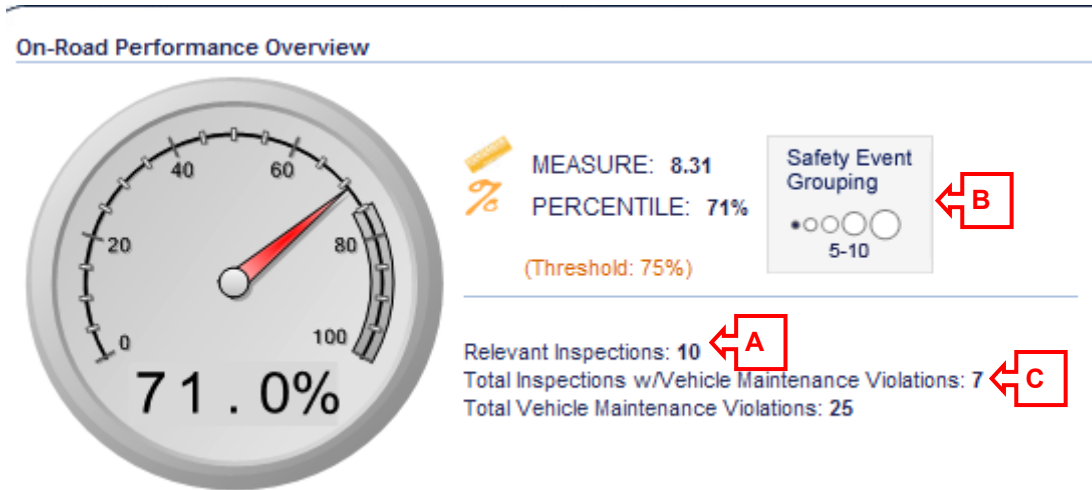 On-Road Performance Overview
0
20
40
60
80
100
71.0%
MEASURE: 8.31
PERCENTILE: 71%
(Threshold: 75%)
Safety Event
Grouping
5-10
B
Relevant Inspections: 10
A
Total Inspections w/Vehicle Maintenance Violations: 7
C
Total Vehicle Maintenance Violations: 25